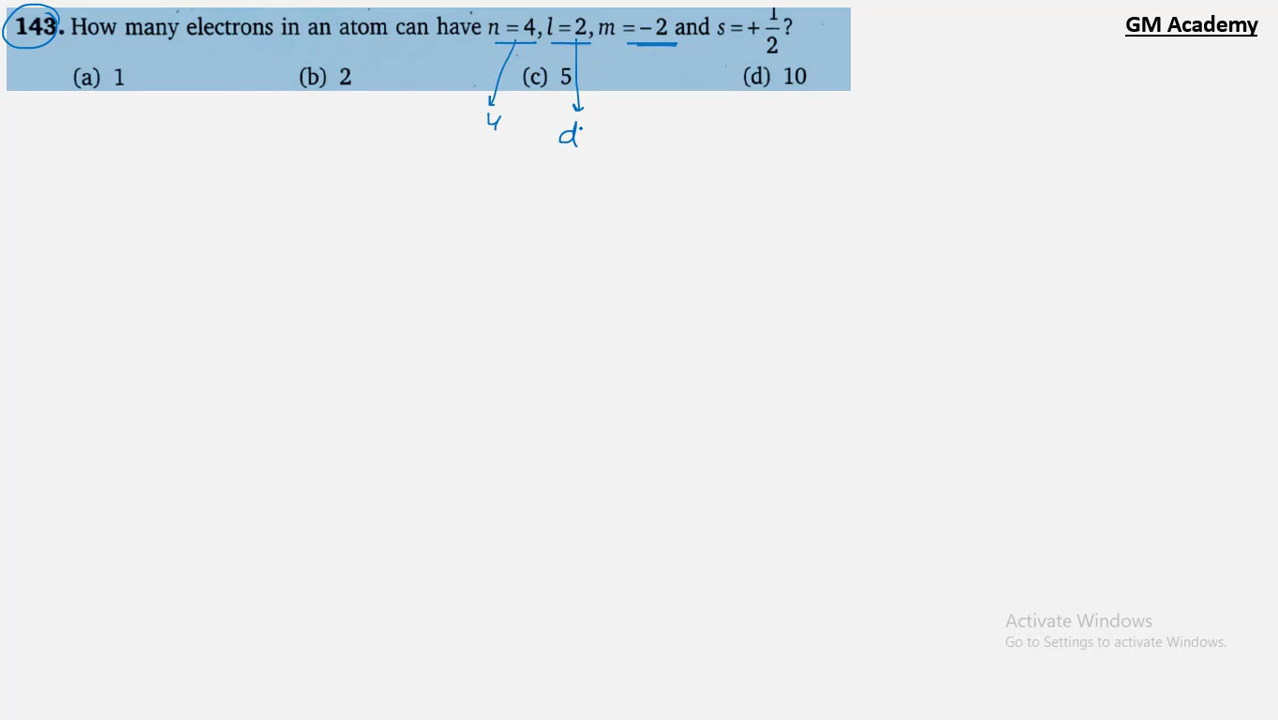 143. How many electrons in an atom can have n = 4, l = 2, m = −2 and s = + 1/2?
GM Academy
(a) 1 (b) 2 (c) 5 (d) 10
4 d
Activate Windows
Go to Settings to activate Windows.